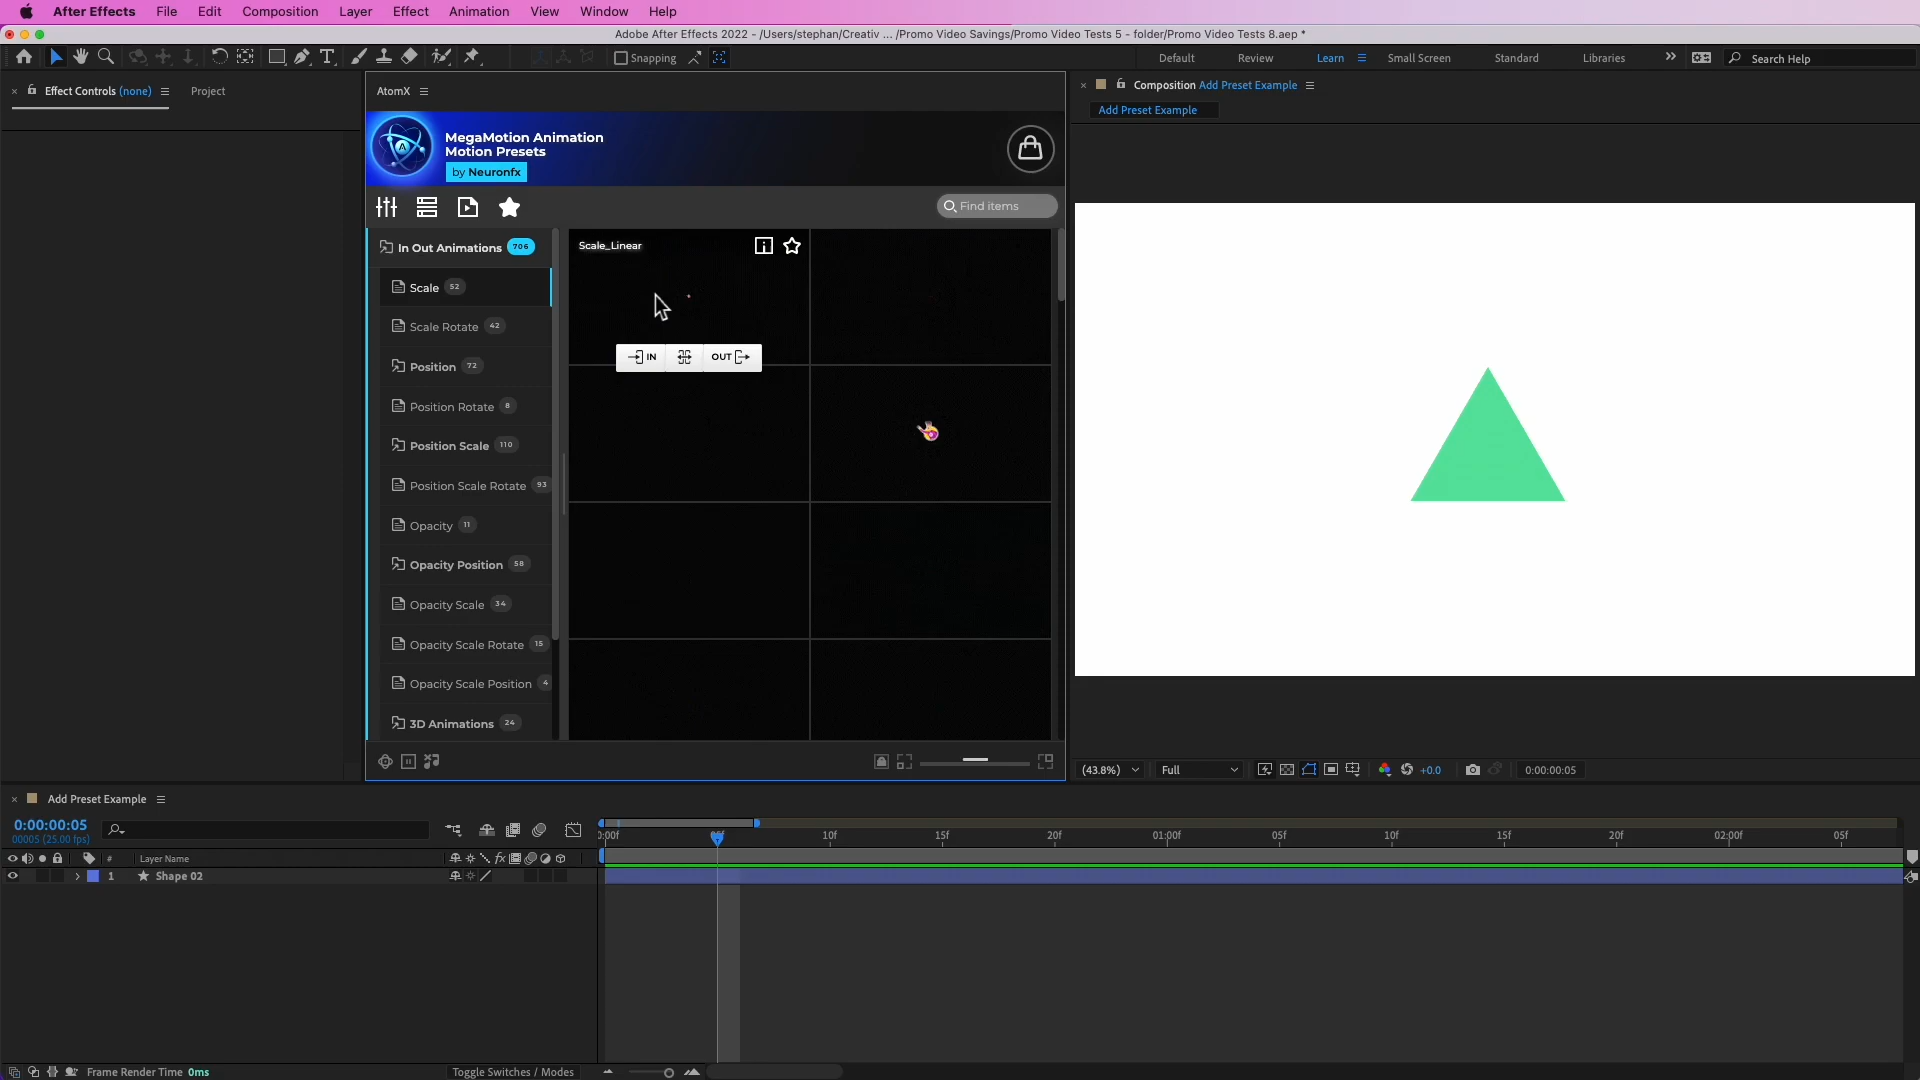 After Effects File Edit Composition Layer Effect Animation View Window Help
Adobe After Effects 2022 - /Users/stephan/Creativ ... /Promo Video Savings/Promo Video Tests 5 - folder/Promo Video Tests 8.aep *
Snapping Default Review Learn Small Screen Standard Libraries Search Help
Effect Controls (none) Project
AtomX
Composition Add Preset Example
Add Preset Example
MegaMotion Animation
Motion Presets
by Neuronfx
Find items
In Out Animations 706
Scale 52
Scale Rotate 42
Position 72
Position Rotate 8
Position Scale 110
Position Scale Rotate 93
Opacity 11
Opacity Position 58
Opacity Scale 34
Opacity Scale Rotate 15
Opacity Scale Position 4
3D Animations 24
Scale_Linear
IN OUT
(43.8%) Full +0.0 0:00:00:05
Add Preset Example
0:00:00:05
00005 (25.00 fps)
0:00f 05f 10f 15f 20f 01:00f 05f 10f 15f 20f 02:00f 05f
# Layer Name
1 Shape 02
Frame Render Time 0ms
Toggle Switches / Modes